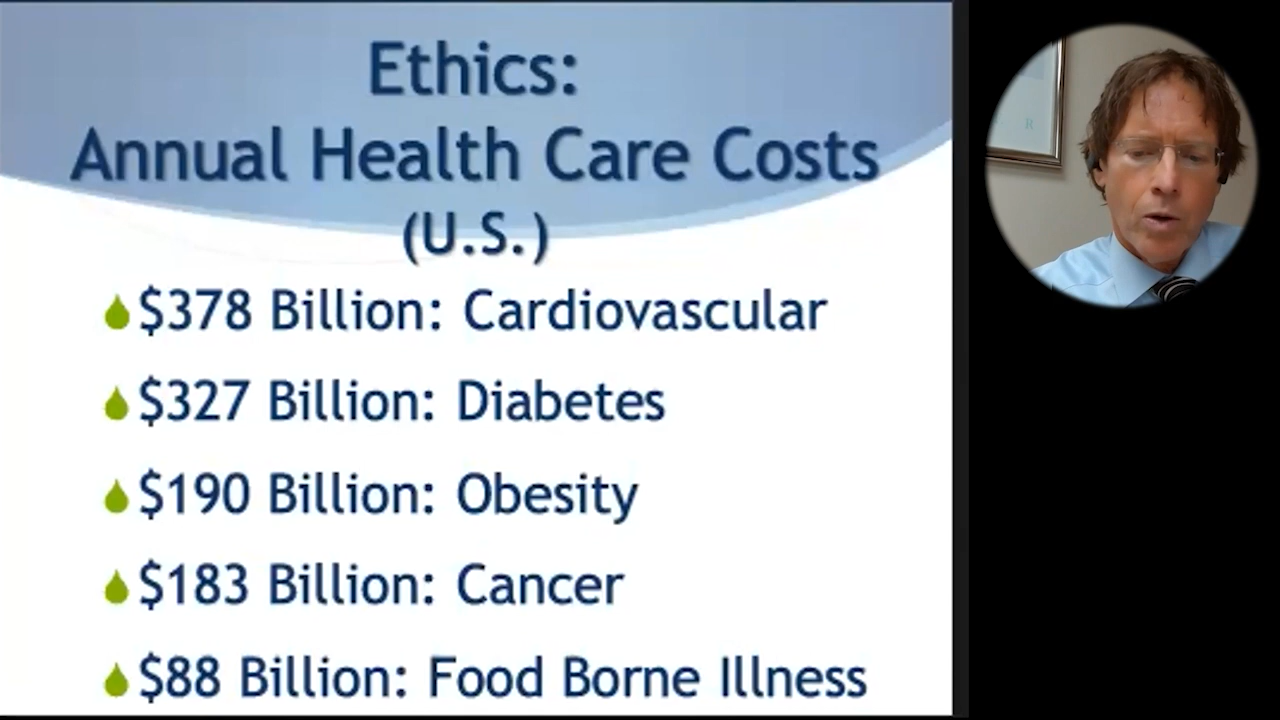 Ethics:
Annual Health Care Costs
(U.S.)
$378 Billion: Cardiovascular
$327 Billion: Diabetes
$190 Billion: Obesity
$183 Billion: Cancer
$88 Billion: Food Borne Illness